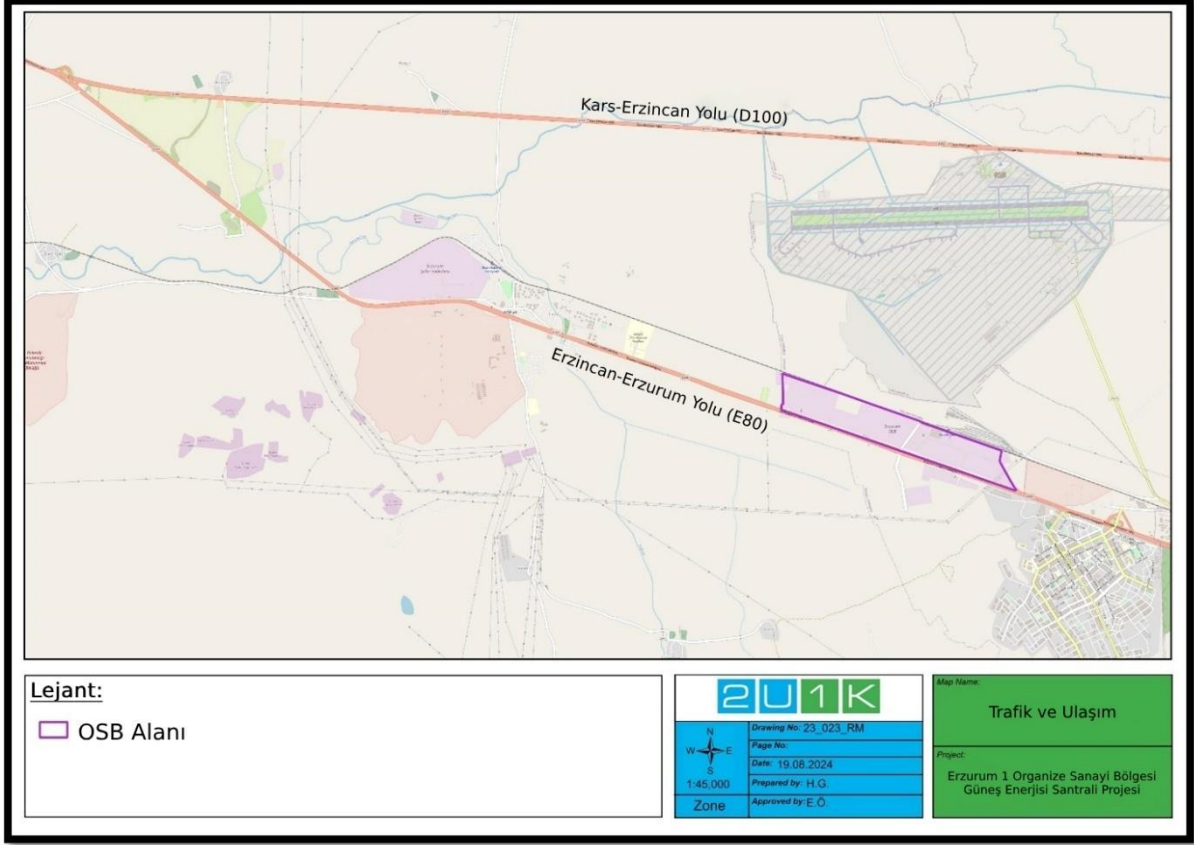 Kars-Erzincan Yolu (D100)
Erzincan-Erzurum Yolu (E80)
Lejant:
OSB Alanı
2U1K
N
W E
S
1:45,000
Zone
Drawing No: 23_023_RM
Page No:
Date: 19.08.2024
Prepared by: H.G.
Approved by: E.Ö.
Map Name:
Trafik ve Ulaşım
Project:
Erzurum 1 Organize Sanayi Bölgesi
Güneş Enerjisi Santrali Projesi